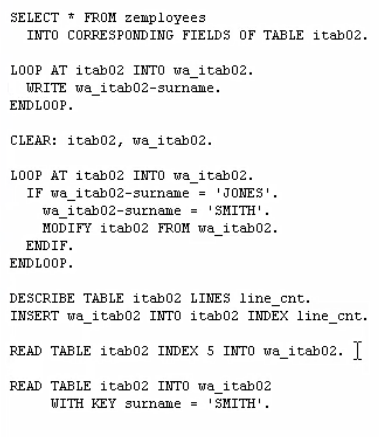 SELECT * FROM zemployees
INTO CORRESPONDING FIELDS OF TABLE itab02.
LOOP AT itab02 INTO wa_itab02.
WRITE wa_itab02-surname.
ENDLOOP.
CLEAR: itab02, wa_itab02.
LOOP AT itab02 INTO wa_itab02.
IF wa_itab02-surname = 'JONES'.
wa_itab02-surname = 'SMITH'.
MODIFY itab02 FROM wa_itab02.
ENDIF.
ENDLOOP.
DESCRIBE TABLE itab02 LINES line_cnt.
INSERT wa_itab02 INTO itab02 INDEX line_cnt.
READ TABLE itab02 INDEX 5 INTO wa_itab02.
READ TABLE itab02 INTO wa_itab02
WITH KEY surname = 'SMITH'.